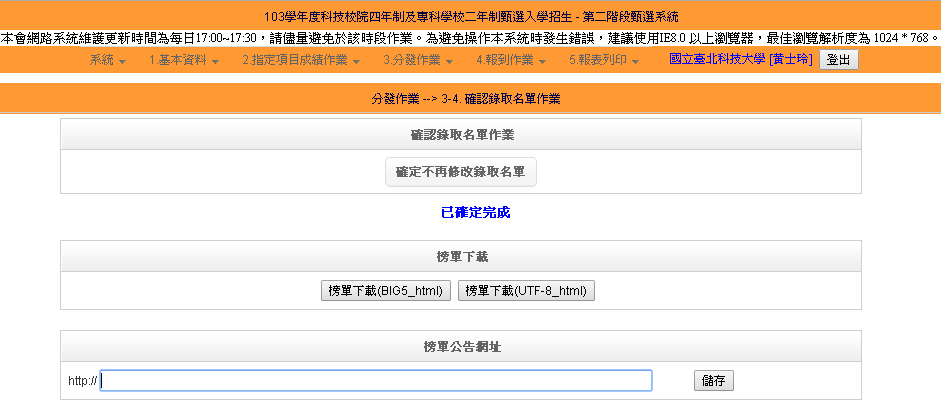 103學年度科技校院四年制及專科學校二年制甄選入學招生 - 第二階段甄選系統
本會網路系統維護更新時間為每日17:00~17:30，請儘量避免於該時段作業。為避免操作本系統時發生錯誤，建議使用IE8.0 以上瀏覽器，最佳瀏覽解析度為 1024 * 768。
系統 1.基本資料 2.指定項目成績作業 3.分發作業 4.報到作業 5.報表列印 國立臺北科技大學 [黃士玲] 登出
分發作業 --> 3-4. 確認錄取名單作業
確認錄取名單作業
確定不再修改錄取名單
已確定完成
榜單下載
榜單下載(BIG5_html) 榜單下載(UTF-8_html)
榜單公告網址
http:// 儲存